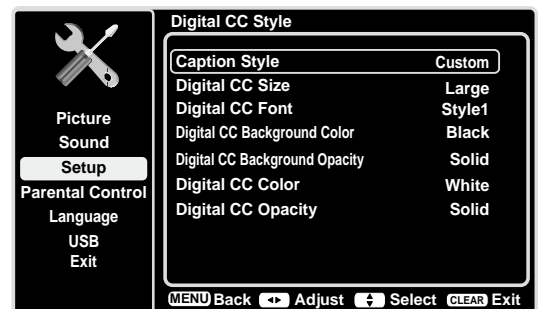 Digital CC Style
Picture
Sound
Setup
Parental Control
Language
USB
Exit
Caption Style Custom
Digital CC Size Large
Digital CC Font Style1
Digital CC Background Color Black
Digital CC Background Opacity Solid
Digital CC Color White
Digital CC Opacity Solid
MENU Back Adjust Select CLEAR Exit